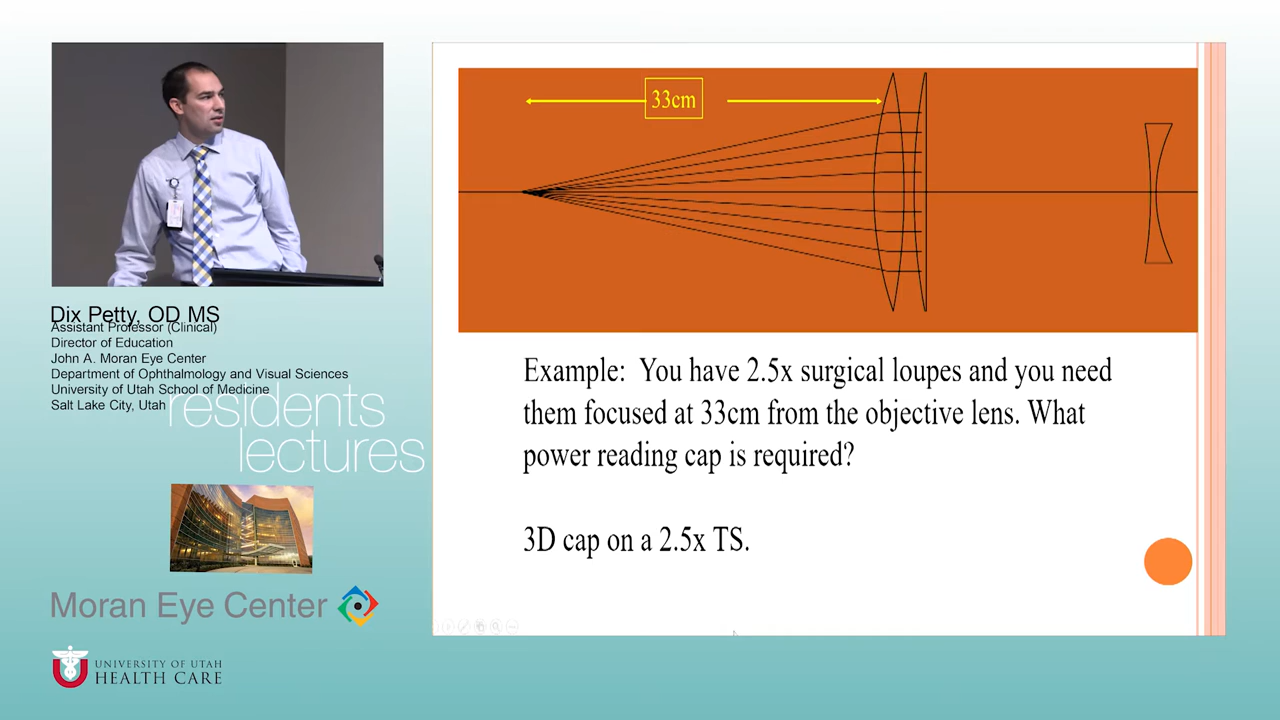 33cm
Example: You have 2.5x surgical loupes and you need
them focused at 33cm from the objective lens. What
power reading cap is required?
3D cap on a 2.5x TS.
Dix Petty, OD MS
Assistant Professor (Clinical)
Director of Education
John A. Moran Eye Center
Department of Ophthalmology and Visual Sciences
University of Utah School of Medicine
Salt Lake City, Utah
residents
lectures
Moran Eye Center
UNIVERSITY OF UTAH
HEALTH CARE